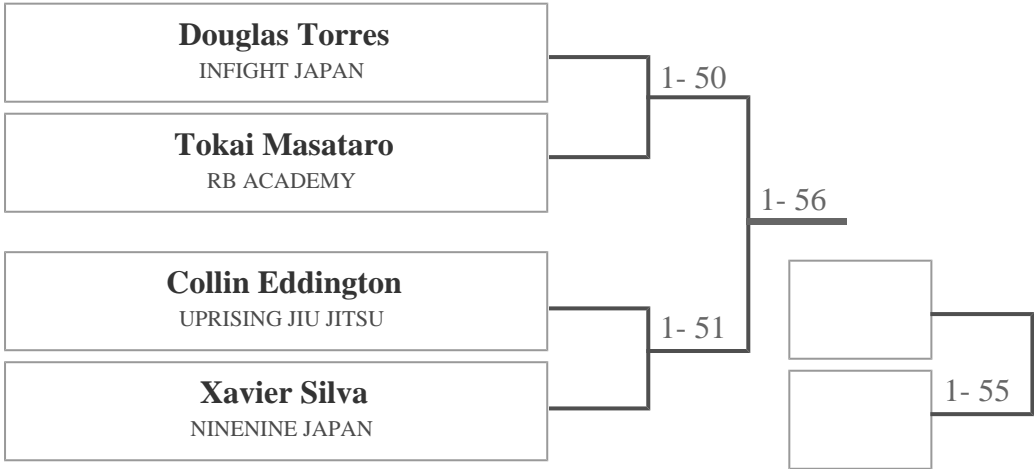 Douglas Torres
INFIGHT JAPAN
1- 50
Tokai Masataro
RB ACADEMY
1- 56
Collin Eddington
UPRISING JIU JITSU
1- 51
Xavier Silva
NINENINE JAPAN
1- 55